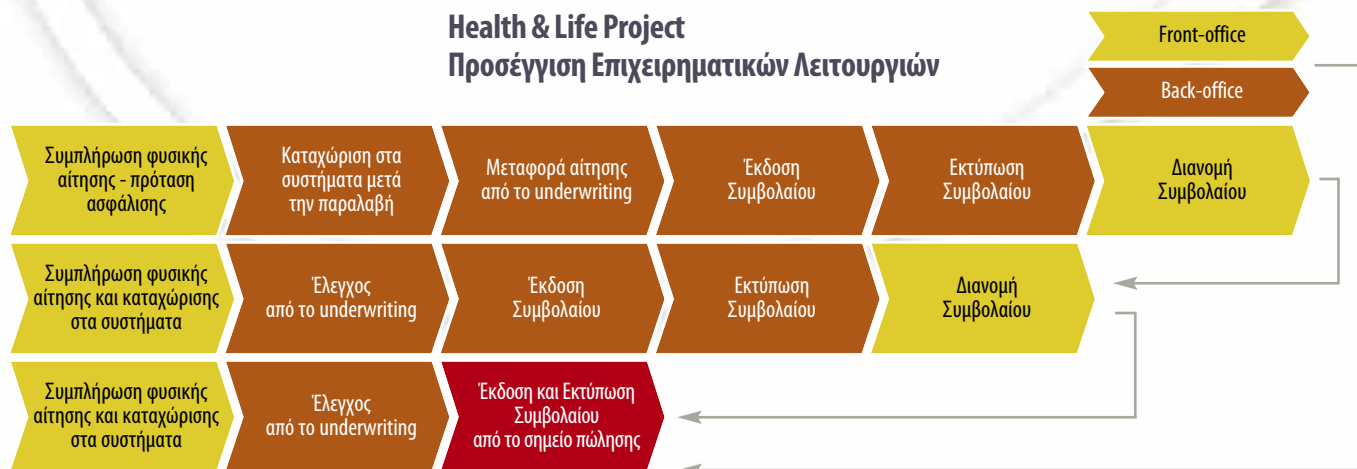 Health & Life Project
Προσέγγιση Επιχειρηματικών Λειτουργιών
Front-office
Back-office
Συμπλήρωση φυσικής
αίτησης - πρόταση
ασφάλισης
Καταχώριση στα
συστήματα μετά
την παραλαβή
Μεταφορά αίτησης
από το underwriting
Έκδοση
Συμβολαίου
Εκτύπωση
Συμβολαίου
Διανομή
Συμβολαίου
Συμπλήρωση φυσικής
αίτησης και καταχώρισης
στα συστήματα
Έλεγχος
από το underwriting
Έκδοση
Συμβολαίου
Εκτύπωση
Συμβολαίου
Διανομή
Συμβολαίου
Συμπλήρωση φυσικής
αίτησης και καταχώρισης
στα συστήματα
Έλεγχος
από το underwriting
Έκδοση και Εκτύπωση
Συμβολαίου
από το σημείο πώλησης